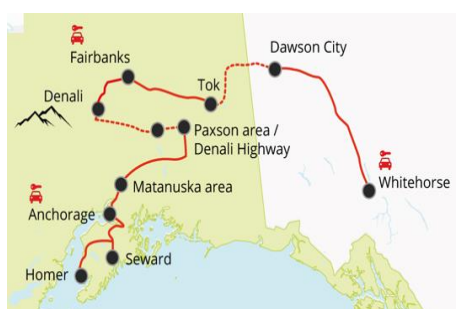 Dawson City
Fairbanks
Denali
Tok
Paxson area /
Denali Highway
Matanuska area
Whitehorse
Anchorage
Seward
Homer